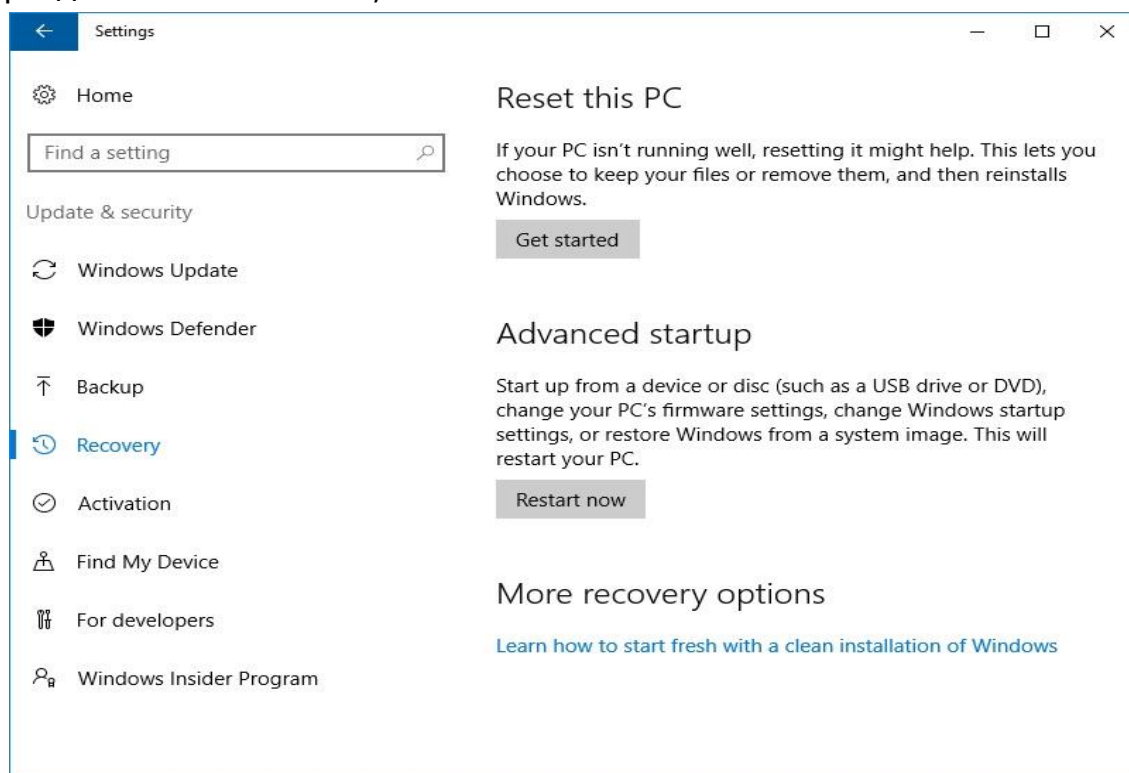 Settings
Home
Find a setting
Update & security
Windows Update
Windows Defender
Backup
Recovery
Activation
Find My Device
For developers
Windows Insider Program
Reset this PC
If your PC isn't running well, resetting it might help. This lets you
choose to keep your files or remove them, and then reinstalls
Windows.
Get started
Advanced startup
Start up from a device or disc (such as a USB drive or DVD),
change your PC's firmware settings, change Windows startup
settings, or restore Windows from a system image. This will
restart your PC.
Restart now
More recovery options
Learn how to start fresh with a clean installation of Windows